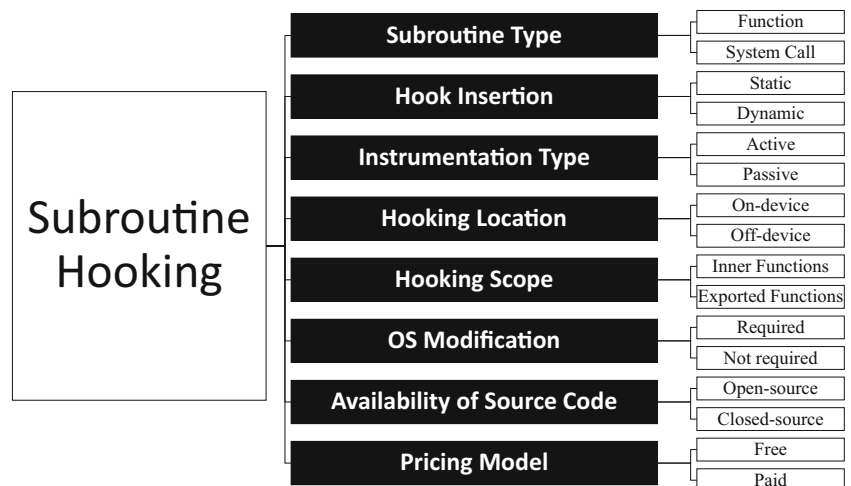 Subroutine
Hooking
Subroutine Type
Function
System Call
Hook Insertion
Static
Dynamic
Instrumentation Type
Active
Passive
Hooking Location
On-device
Off-device
Hooking Scope
Inner Functions
Exported Functions
OS Modification
Required
Not required
Availability of Source Code
Open-source
Closed-source
Pricing Model
Free
Paid